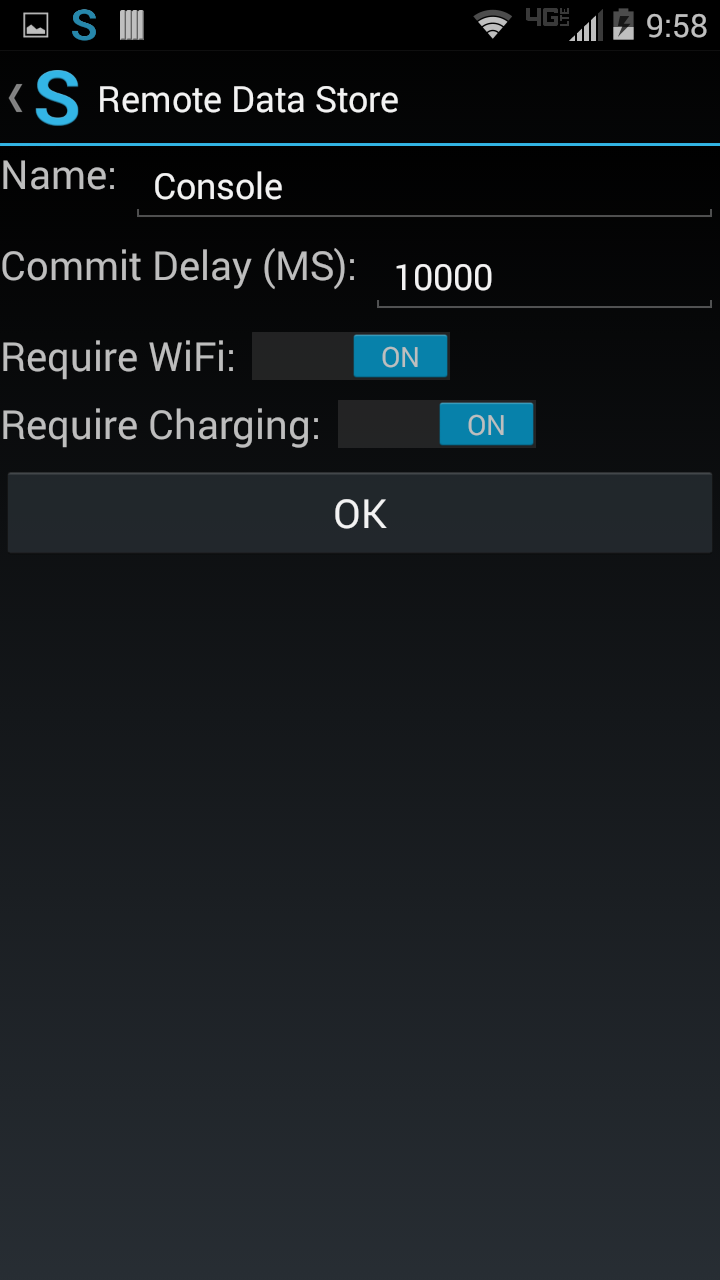 S 4G LTE 9:58
S Remote Data Store
Name: Console
Commit Delay (MS): 10000
Require WiFi: ON
Require Charging: ON
OK